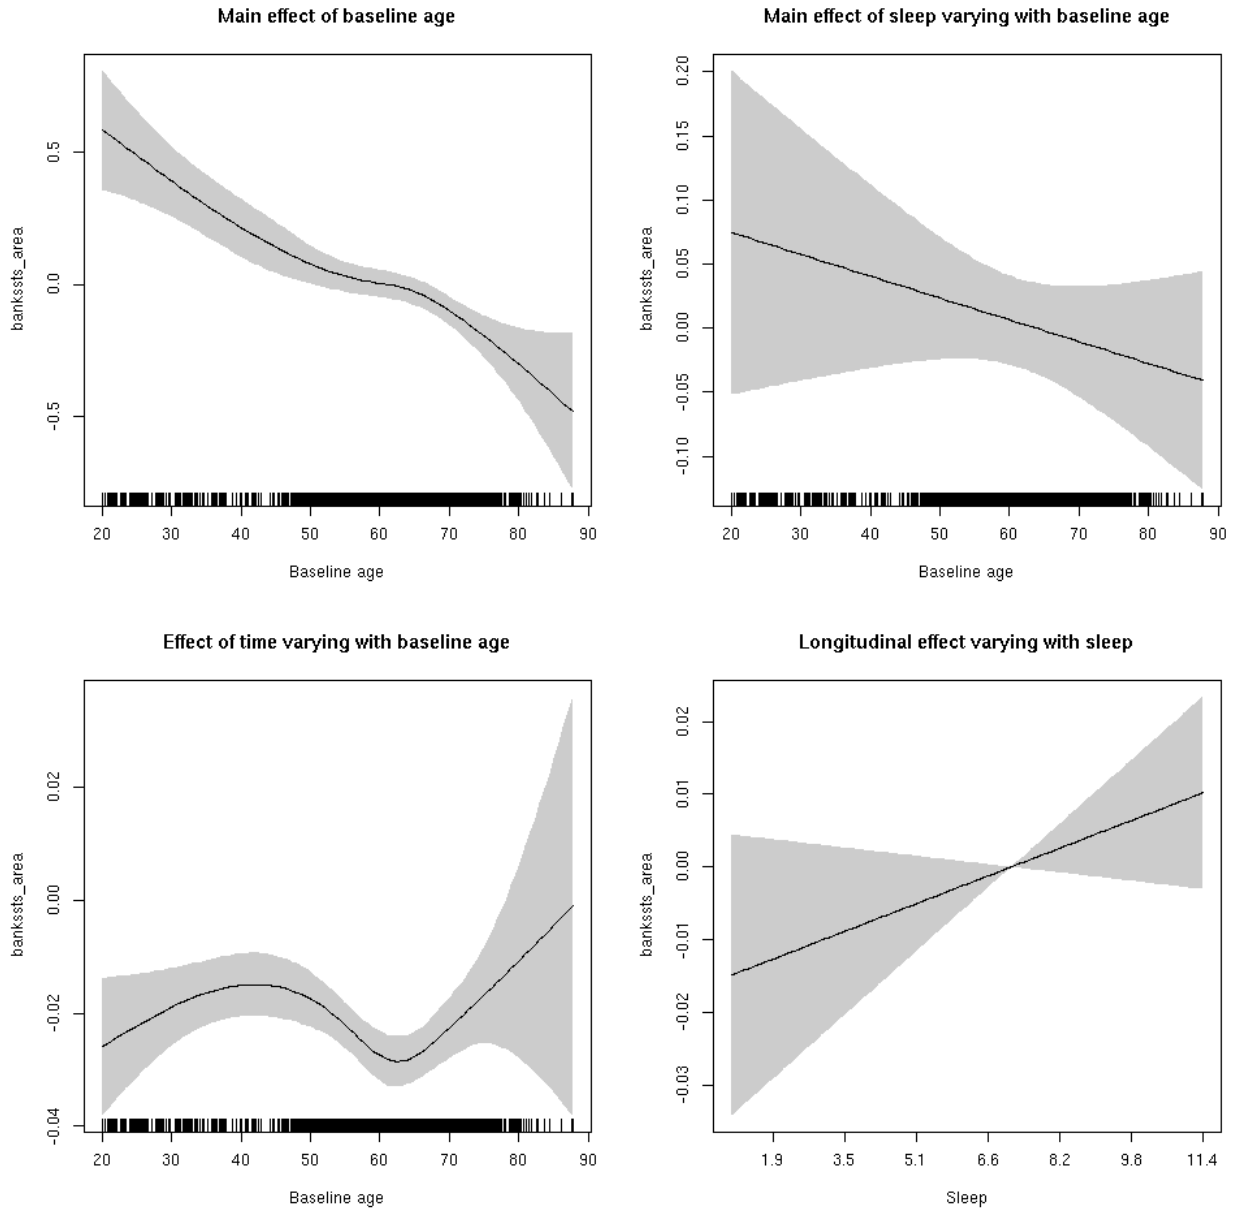 Main effect of baseline age
bankssts_area
0.5
0.0
-0.5
20 30 40 50 60 70 80 90
Baseline age
Main effect of sleep varying with baseline age
bankssts_area
0.20
0.15
0.10
0.05
0.00
-0.05
-0.10
20 30 40 50 60 70 80 90
Baseline age
Effect of time varying with baseline age
bankssts_area
0.02
0.00
-0.02
-0.04
20 30 40 50 60 70 80 90
Baseline age
Longitudinal effect varying with sleep
bankssts_area
0.02
0.01
0.00
-0.01
-0.02
-0.03
1.9 3.5 5.1 6.6 8.2 9.8 11.4
Sleep